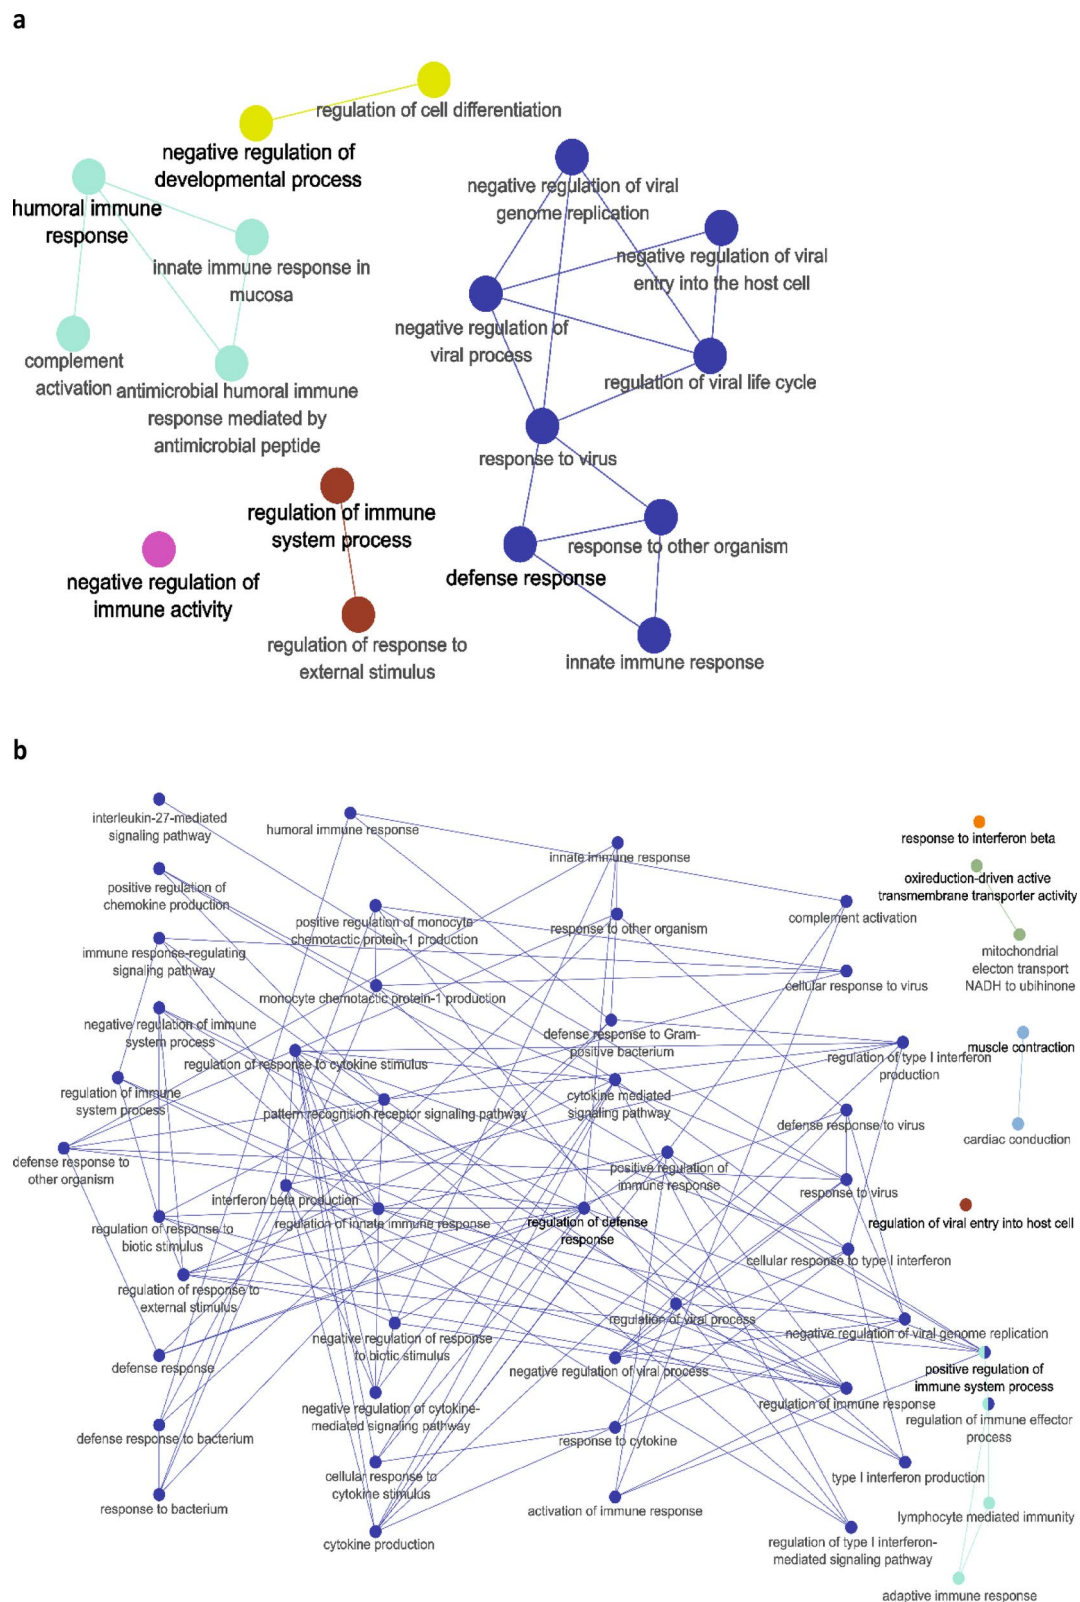 a
regulation of cell differentiation
negative regulation of
developmental process
negative regulation of viral
genome replication
humoral immune
response
innate immune response in
mucosa
negative regulation of viral
entry into the host cell
negative regulation of
viral process
complement
activation
antimicrobial humoral immune
response mediated by
antimicrobial peptide
regulation of viral life cycle
response to virus
regulation of immune
system process
response to other organism
negative regulation of
immune activity
defense response
regulation of response to
external stimulus
innate immune response
b
interleukin-27-mediated
signaling pathway
humoral immune response
innate immune response
response to interferon beta
oxireduction-driven active
transmembrane transporter activity
positive regulation of
chemokine production
positive regulation of monocyte
chemotactic protein-1 production
response to other organism
complement activation
immune response-regulating
signaling pathway
mitochondrial
electon transport
NADH to ubihinone
monocyte chemotactic protein-1 production
cellular response to virus
negative regulation of immune
system process
defense response to Gram-
positive bacterium
regulation of type I interferon
production
muscle contraction
regulation of response to cytokine stimulus
regulation of immune
system process
pattern recognition receptor signaling pathway
cytokine mediated
signaling pathway
defense response to virus
cardiac conduction
defense response to
other organism
positive regulation of
immune response
response to virus
interferon beta production
regulation of response to
biotic stimulus
regulation of innate immune response
regulation of defense
response
regulation of viral entry into host cell
cellular response to type I interferon
regulation of response to
external stimulus
regulation of viral process
negative regulation of viral genome replication
negative regulation of response
to biotic stimulus
defense response
negative regulation of viral process
positive regulation of
immune system process
negative regulation of cytokine-
mediated signaling pathway
regulation of immune response
regulation of immune effector
process
defense response to bacterium
response to cytokine
cellular response to
cytokine stimulus
type I interferon production
response to bacterium
activation of immune response
lymphocyte mediated immunity
cytokine production
regulation of type I interferon-
mediated signaling pathway
adaptive immune response